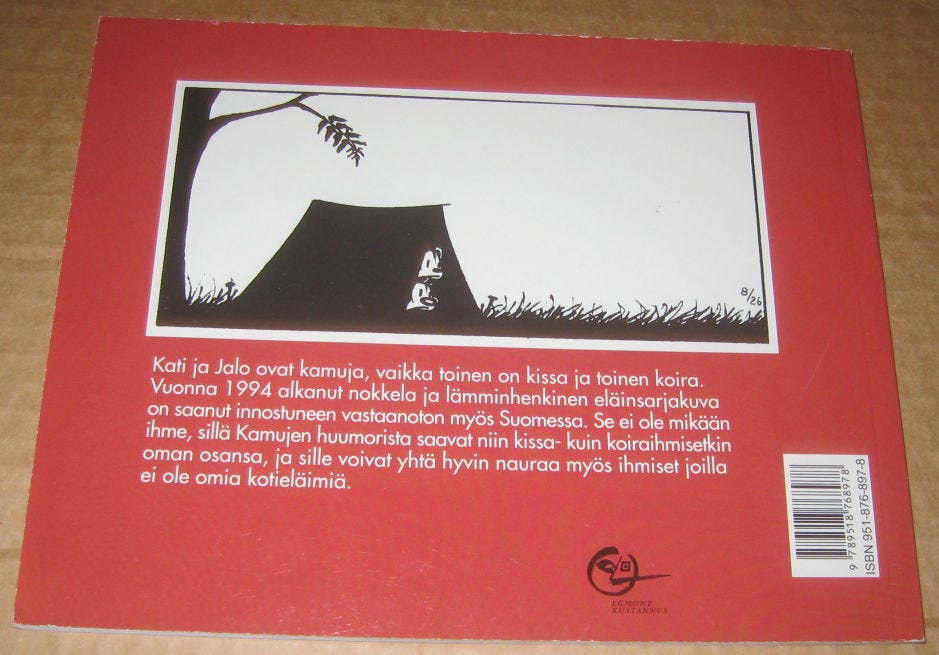 8/26
Kati ja Jalo ovat kamuja, vaikka toinen on kissa ja toinen koira.
Vuonna 1994 alkanut nokkela ja lämminhenkinen eläinsarjakuva
on saanut innostuneen vastaanoton myös Suomessa. Se ei ole mikään
ihme, sillä Kamujen huumorista saavat niin kissa- kuin koiraihmisetkin
oman osansa, ja sille voivat yhtä hyvin nauraa myös ihmiset joilla
ei ole omia kotieläimiä.
9 789518 768978
ISBN 951-876-897-8
EGMONT
KUSTANNUS